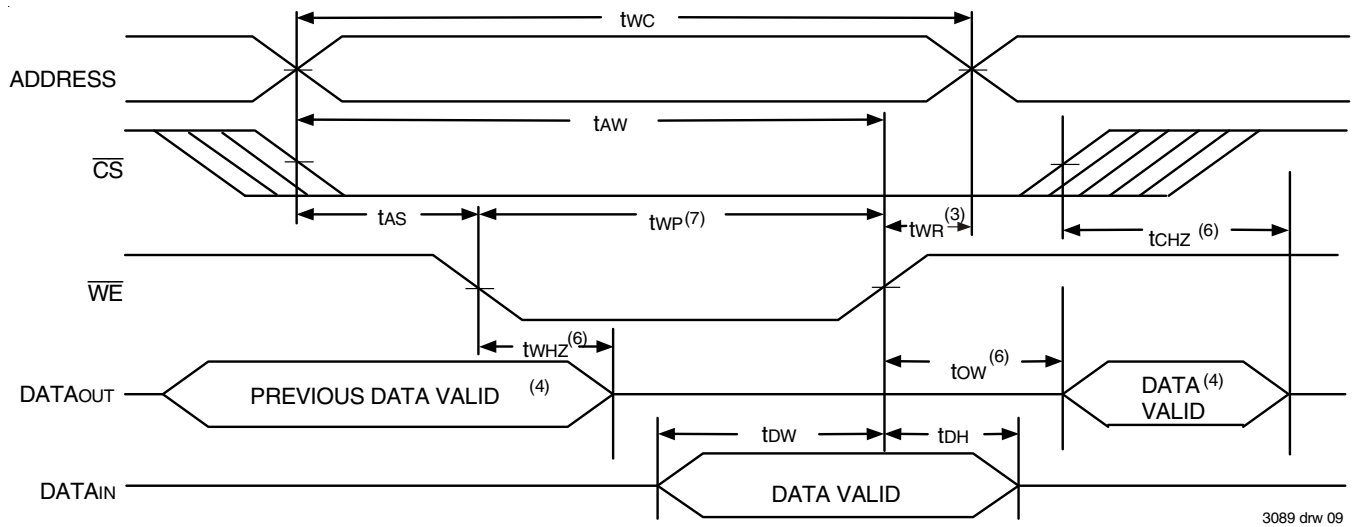 tWC
ADDRESS
tAW
CS
tAS
tWP(7)
tWR(3)
tCHZ (6)
WE
tWHZ(6)
tOW (6)
DATAOUT
PREVIOUS DATA VALID (4)
DATA(4)
VALID
tDW
tDH
DATAIN
DATA VALID
3089 drw 09